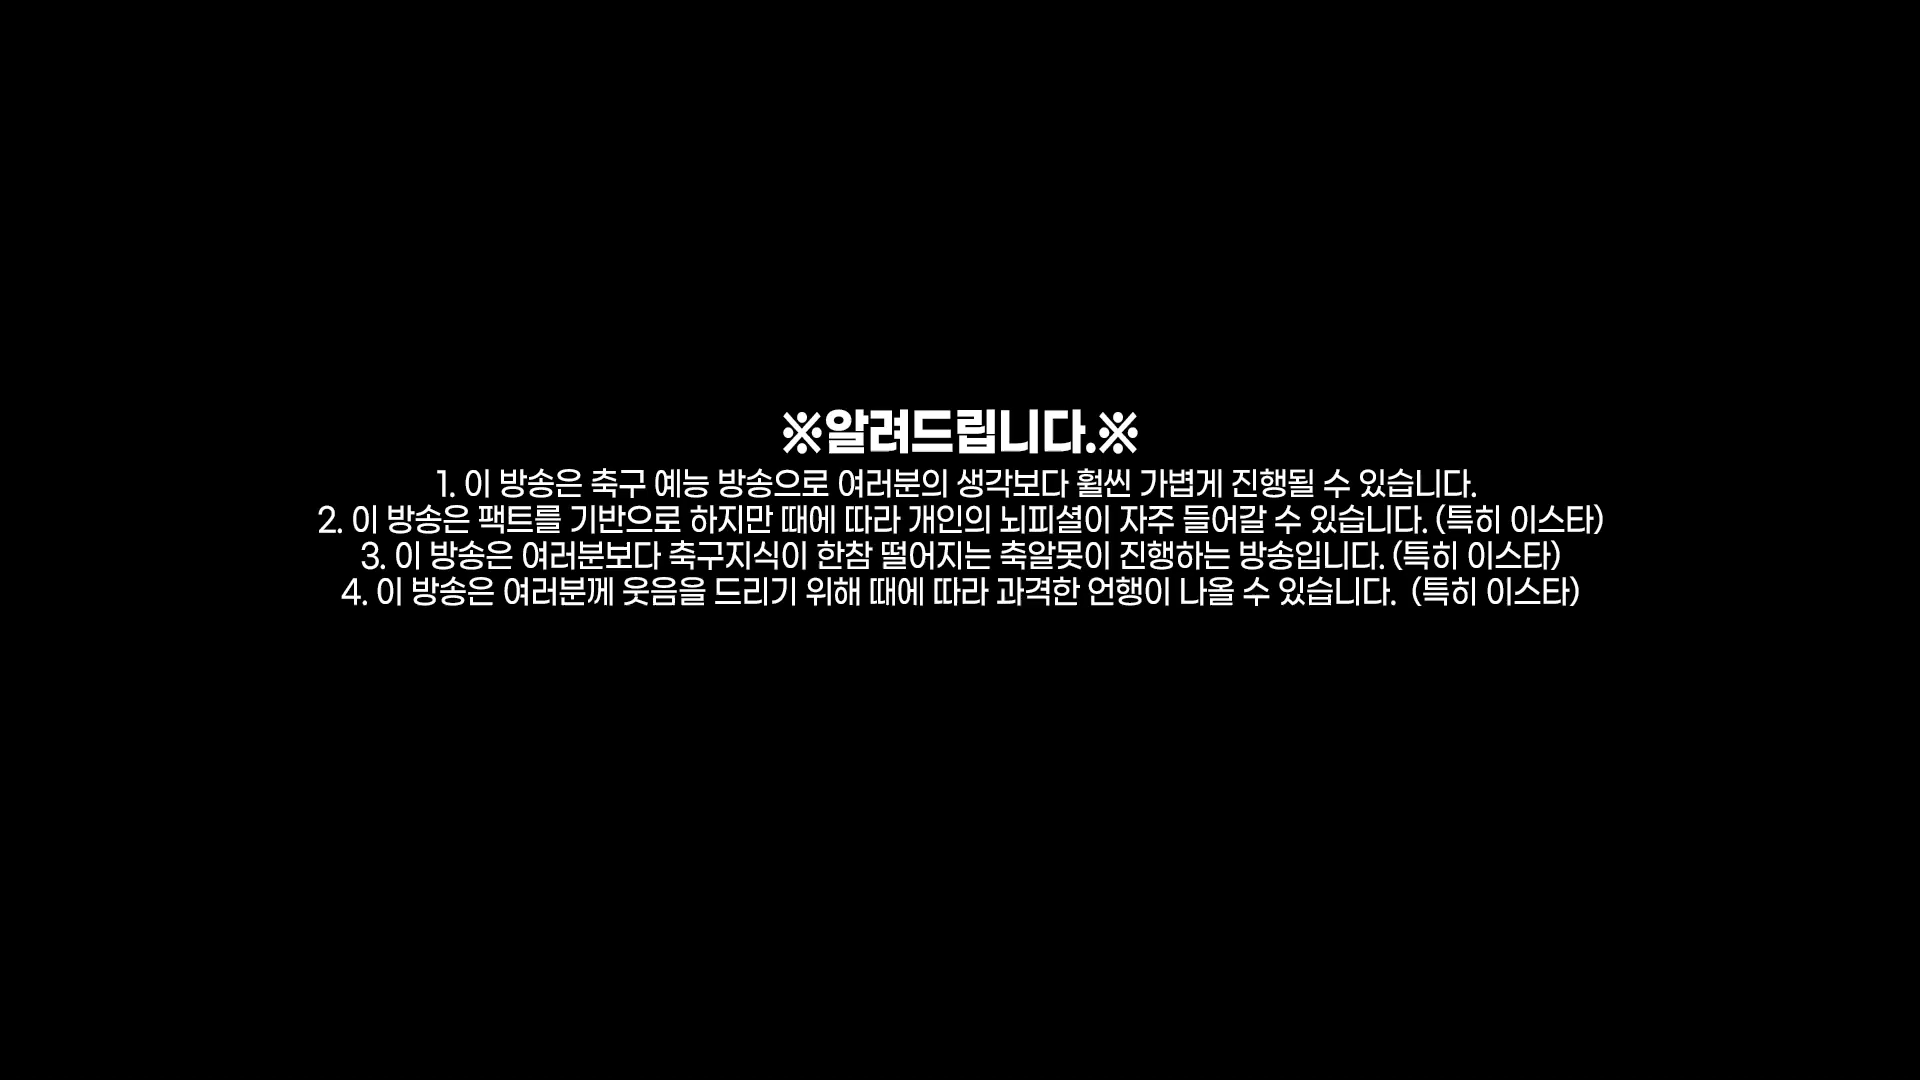 ※알려드립니다.※
1. 이 방송은 축구 예능 방송으로 여러분의 생각보다 훨씬 가볍게 진행될 수 있습니다.
2. 이 방송은 팩트를 기반으로 하지만 때에 따라 개인의 뇌피셜이 자주 들어갈 수 있습니다. (특히 이스타)
3. 이 방송은 여러분보다 축구지식이 한참 떨어지는 축알못이 진행하는 방송입니다. (특히 이스타)
4. 이 방송은 여러분께 웃음을 드리기 위해 때에 따라 과격한 언행이 나올 수 있습니다. (특히 이스타)